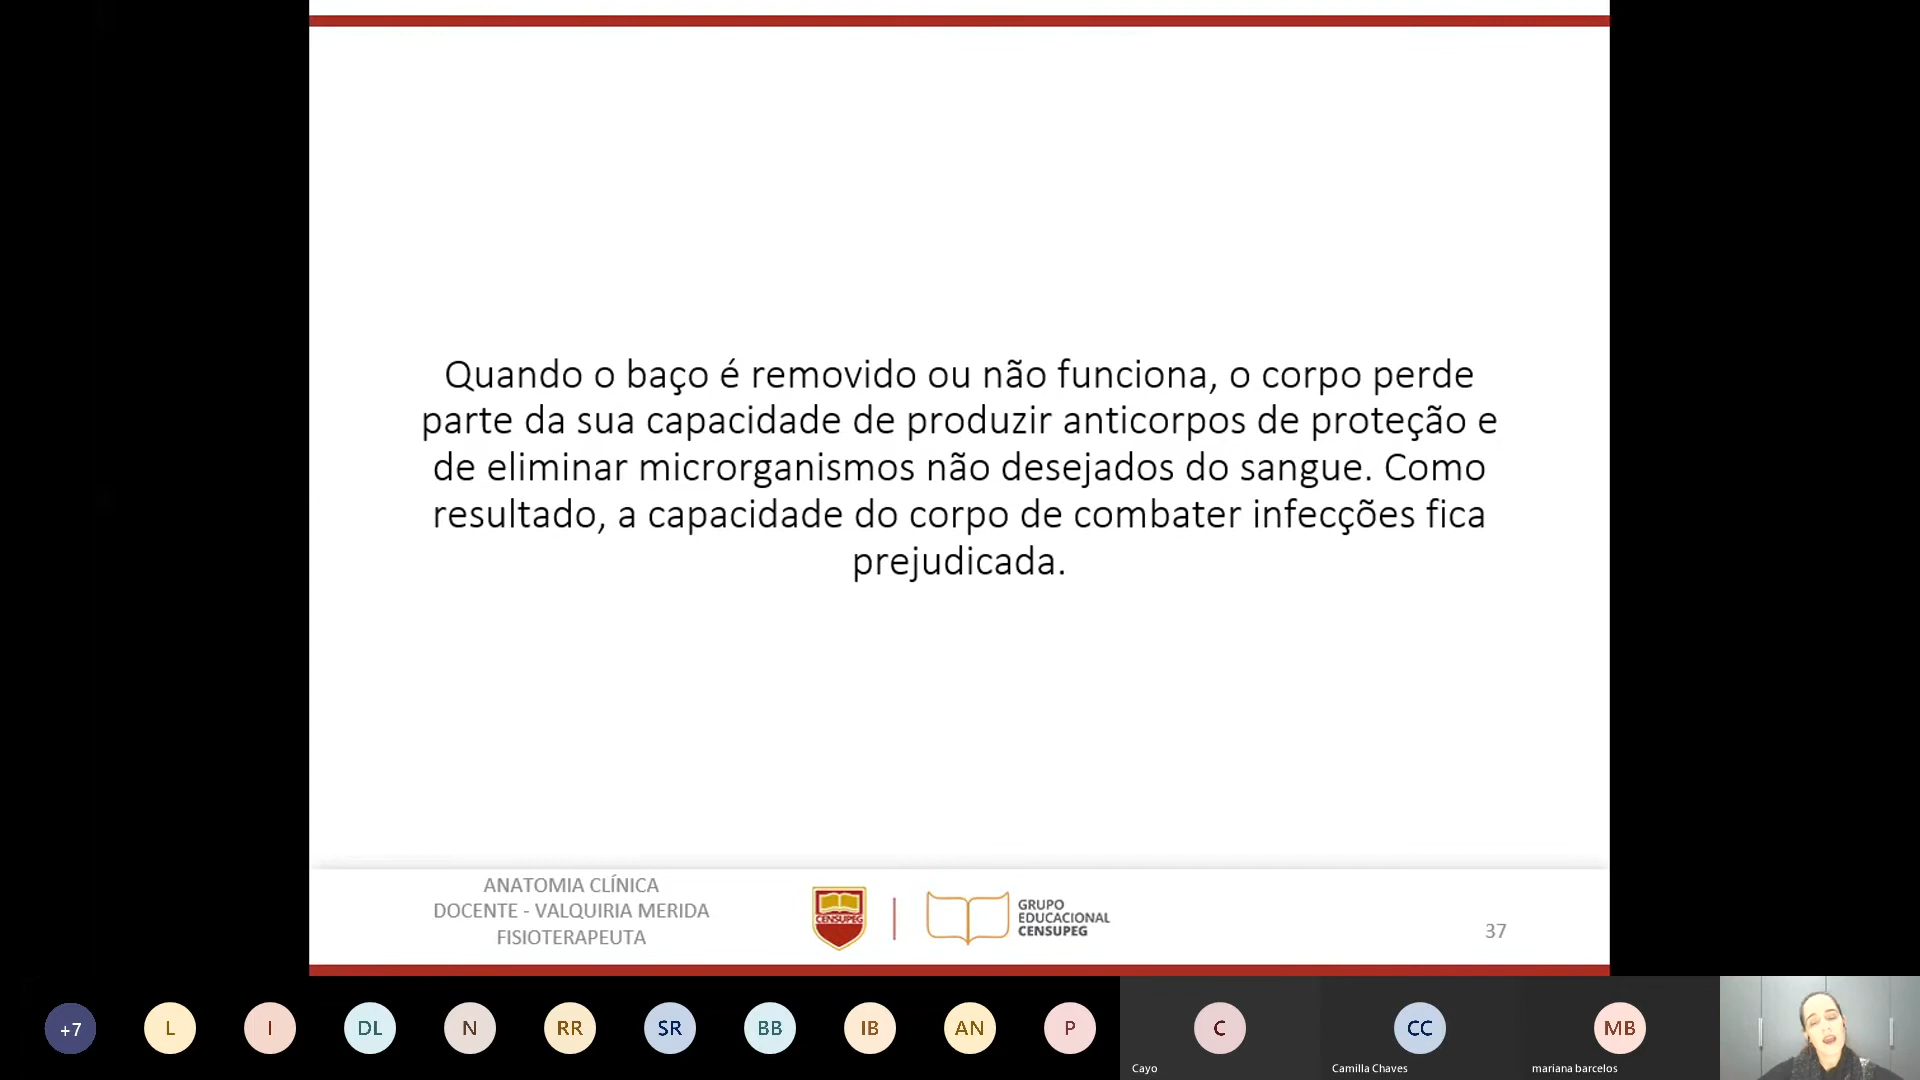 Quando o baço é removido ou não funciona, o corpo perde
parte da sua capacidade de produzir anticorpos de proteção e
de eliminar microrganismos não desejados do sangue. Como
resultado, a capacidade do corpo de combater infecções fica
prejudicada.
ANATOMIA CLÍNICA
DOCENTE - VALQUIRIA MERIDA
FISIOTERAPEUTA
CENSUPEG
GRUPO
EDUCACIONAL
CENSUPEG
37
+7
L
I
DL
N
RR
SR
BB
IB
AN
P
C
CC
MB
Cayo
Camilla Chaves
mariana barcelos